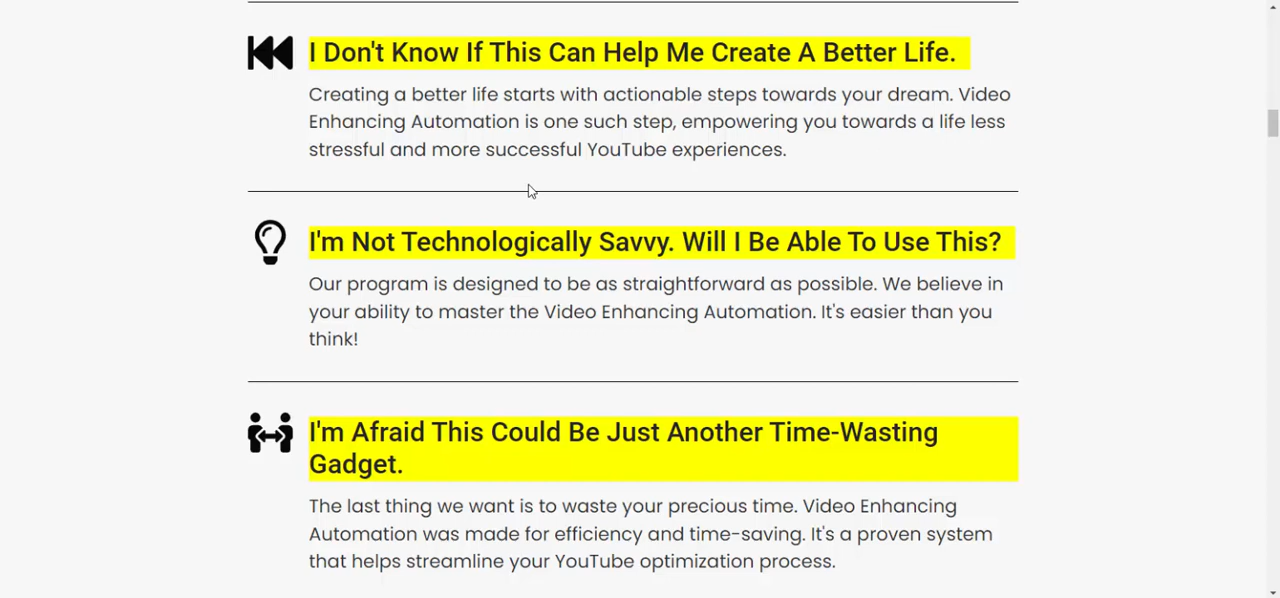 I Don't Know If This Can Help Me Create A Better Life.
Creating a better life starts with actionable steps towards your dream. Video
Enhancing Automation is one such step, empowering you towards a life less
stressful and more successful YouTube experiences.
I'm Not Technologically Savvy. Will I Be Able To Use This?
Our program is designed to be as straightforward as possible. We believe in
your ability to master the Video Enhancing Automation. It's easier than you
think!
I'm Afraid This Could Be Just Another Time-Wasting
Gadget.
The last thing we want is to waste your precious time. Video Enhancing
Automation was made for efficiency and time-saving. It's a proven system
that helps streamline your YouTube optimization process.